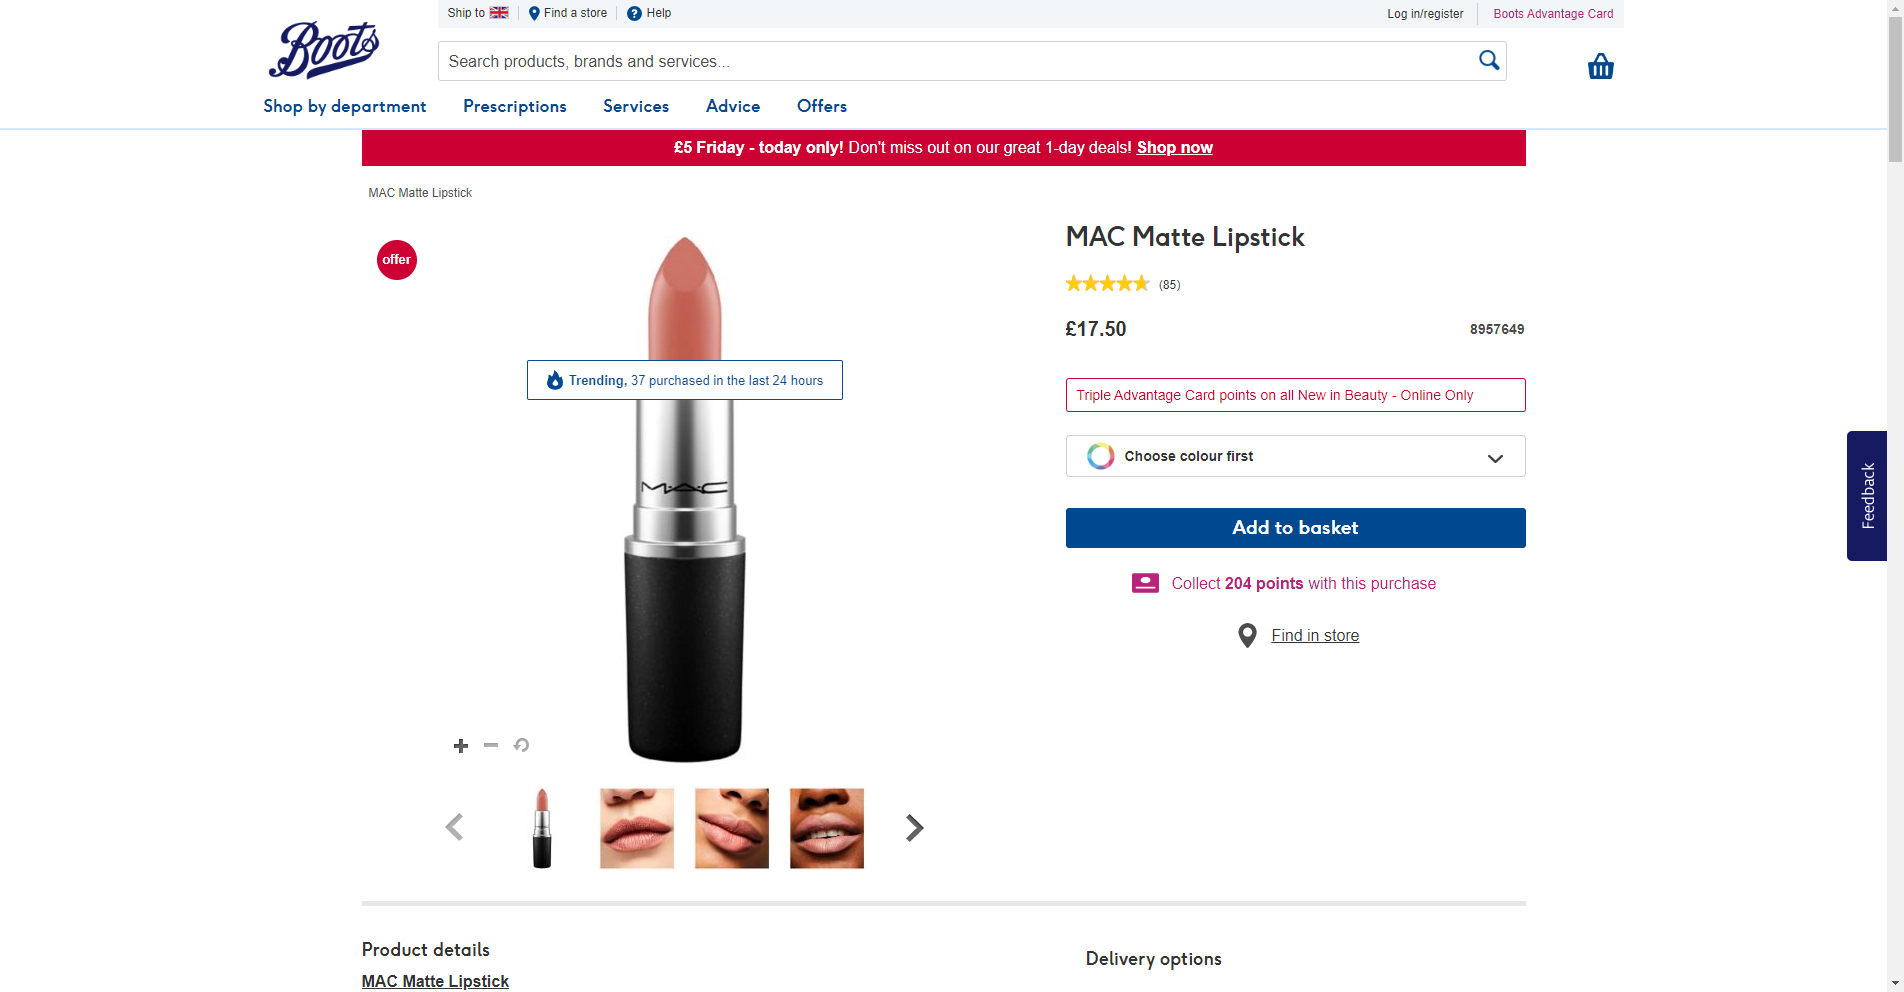 Boots
Ship to
Find a store
Help
Log in/register
Boots Advantage Card
Search products, brands and services...
Shop by department
Prescriptions
Services
Advice
Offers
£5 Friday - today only! Don't miss out on our great 1-day deals! Shop now
MAC Matte Lipstick
offer
Trending, 37 purchased in the last 24 hours
MAC
MAC Matte Lipstick
(85)
£17.50
8957649
Triple Advantage Card points on all New in Beauty - Online Only
Choose colour first
Add to basket
Collect 204 points with this purchase
Find in store
Feedback
Product details
MAC Matte Lipstick
Delivery options